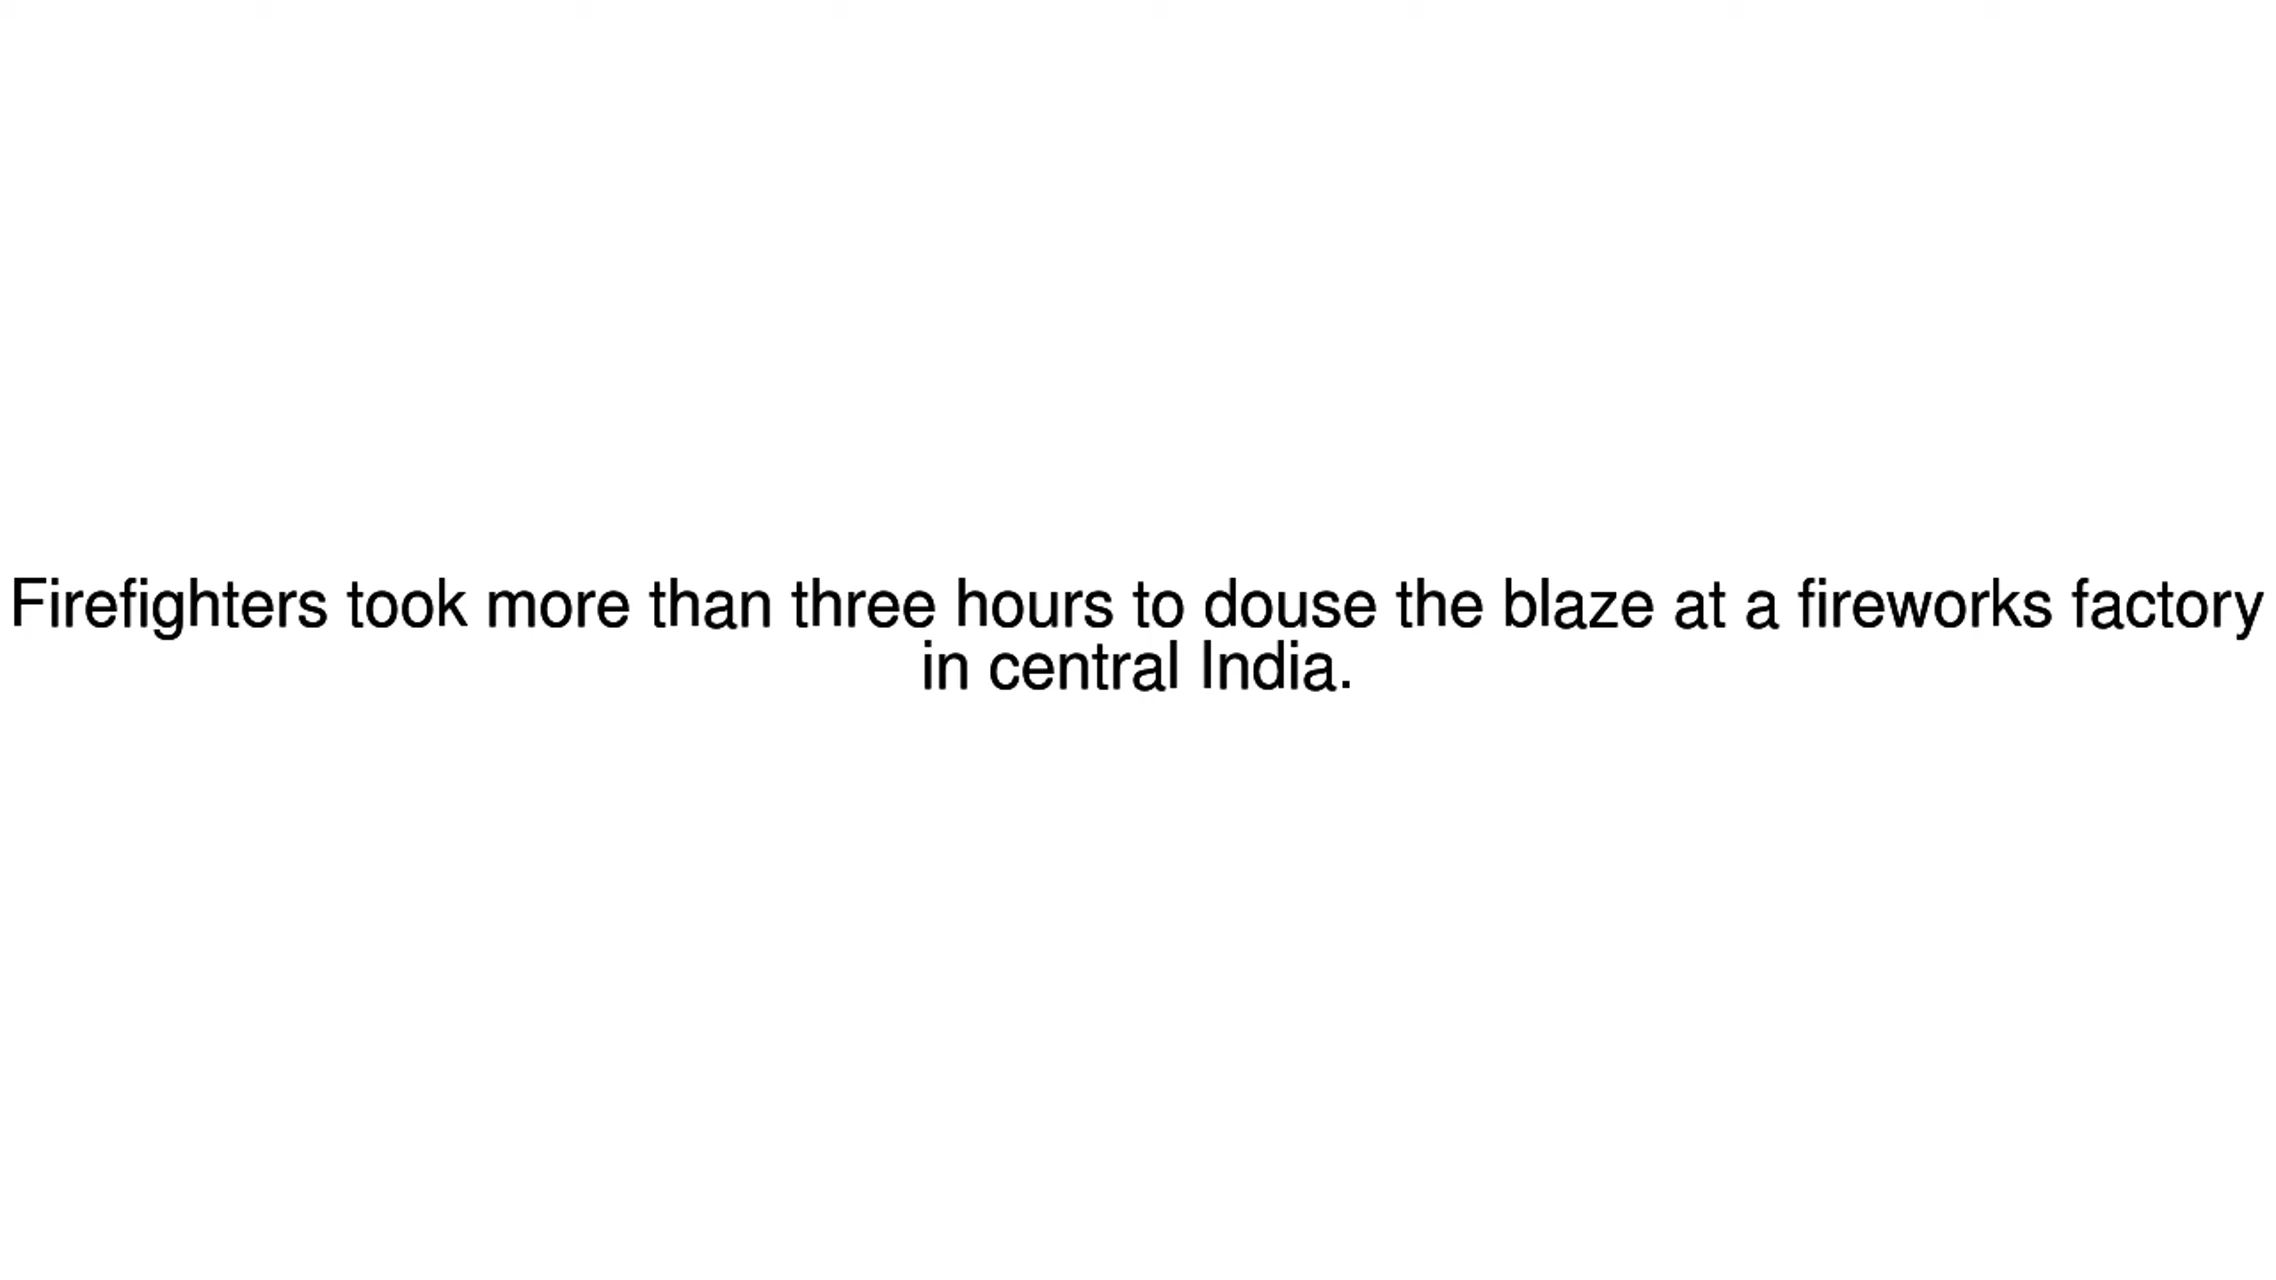 Firefighters took more than three hours to douse the blaze at a fireworks factory
in central India.